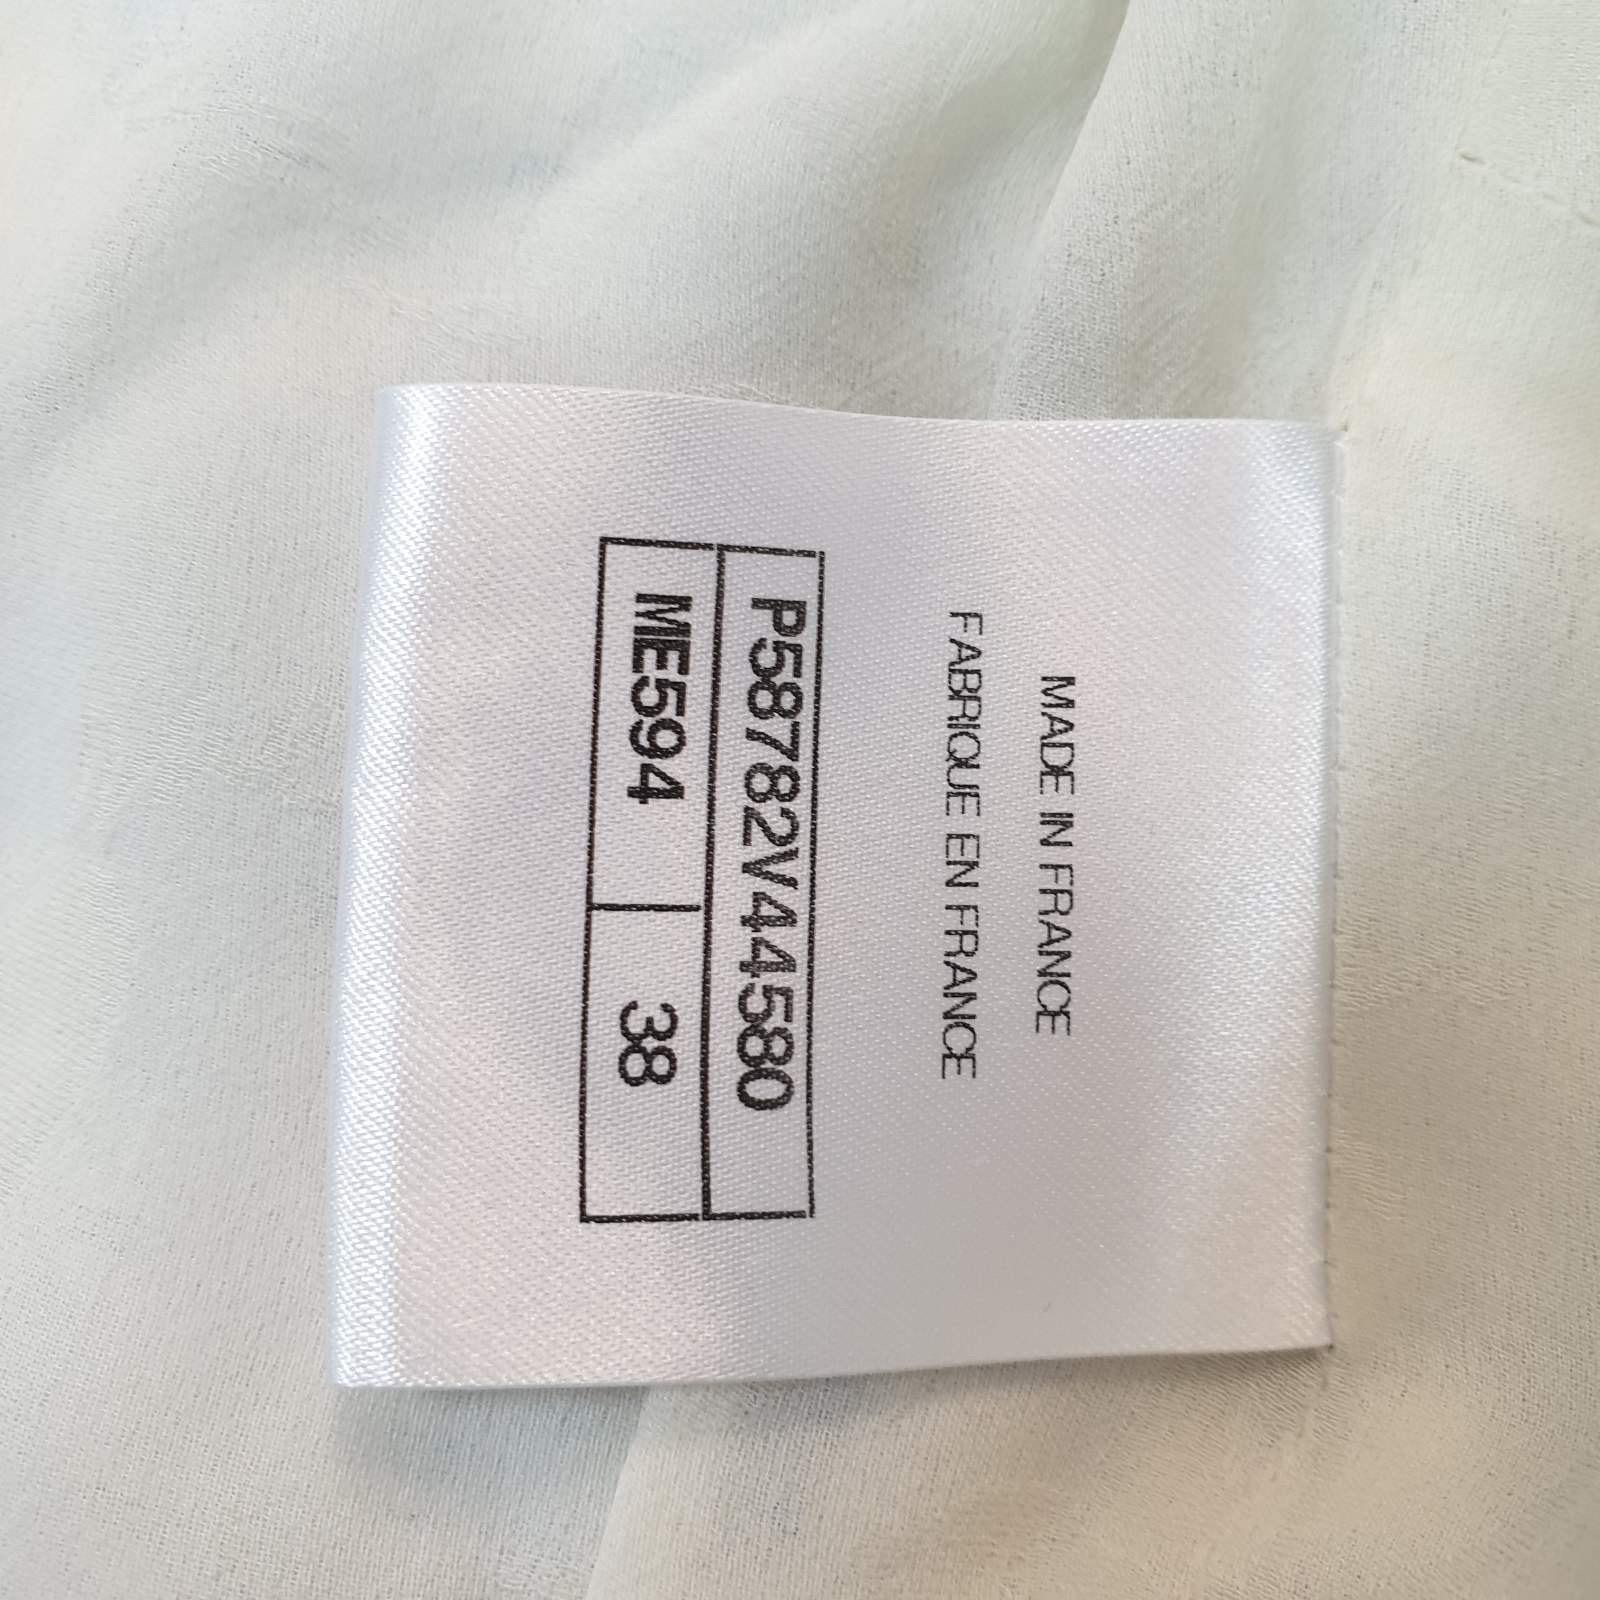 MADE IN FRANCE
FABRIQUE EN FRANCE
P58782V44580
ME594 38